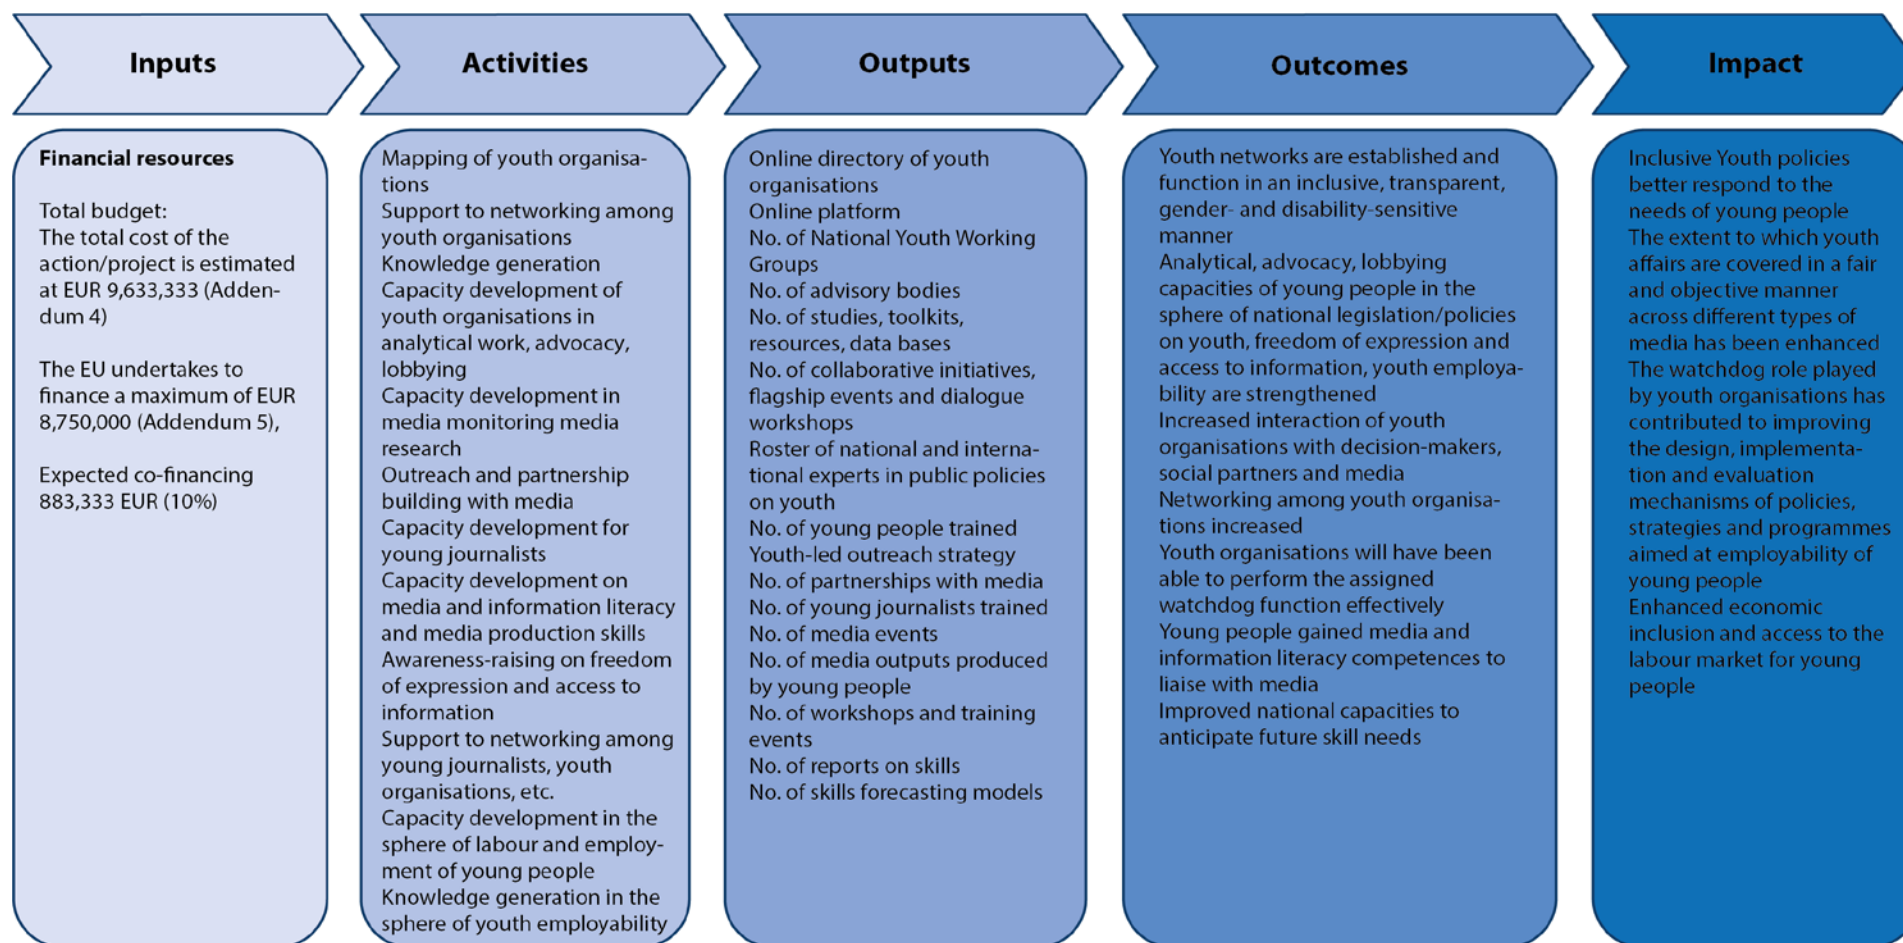 Inputs
Activities
Outputs
Outcomes
Impact
Financial resources
Total budget:
The total cost of the
action/project is estimated
at EUR 9,633,333 (Adden-
dum 4)
The EU undertakes to
finance a maximum of EUR
8,750,000 (Addendum 5),
Expected co-financing
883,333 EUR (10%)
Mapping of youth organisa-
tions
Support to networking among
youth organisations
Knowledge generation
Capacity development of
youth organisations in
analytical work, advocacy,
lobbying
Capacity development in
media monitoring media
research
Outreach and partnership
building with media
Capacity development for
young journalists
Capacity development on
media and information literacy
and media production skills
Awareness-raising on freedom
of expression and access to
information
Support to networking among
young journalists, youth
organisations, etc.
Capacity development in the
sphere of labour and employ-
ment of young people
Knowledge generation in the
sphere of youth employability
Online directory of youth
organisations
Online platform
No. of National Youth Working
Groups
No. of advisory bodies
No. of studies, toolkits,
resources, data bases
No. of collaborative initiatives,
flagship events and dialogue
workshops
Roster of national and interna-
tional experts in public policies
on youth
No. of young people trained
Youth-led outreach strategy
No. of partnerships with media
No. of young journalists trained
No. of media events
No. of media outputs produced
by young people
No. of workshops and training
events
No. of reports on skills
No. of skills forecasting models
Youth networks are established and
function in an inclusive, transparent,
gender- and disability-sensitive
manner
Analytical, advocacy, lobbying
capacities of young people in the
sphere of national legislation/policies
on youth, freedom of expression and
access to information, youth employa-
bility are strengthened
Increased interaction of youth
organisations with decision-makers,
social partners and media
Networking among youth organisa-
tions increased
Youth organisations will have been
able to perform the assigned
watchdog function effectively
Young people gained media and
information literacy competences to
liaise with media
Improved national capacities to
anticipate future skill needs
Inclusive Youth policies
better respond to the
needs of young people
The extent to which youth
affairs are covered in a fair
and objective manner
across different types of
media has been enhanced
The watchdog role played
by youth organisations has
contributed to improving
the design, implementa-
tion and evaluation
mechanisms of policies,
strategies and programmes
aimed at employability of
young people
Enhanced economic
inclusion and access to the
labour market for young
people